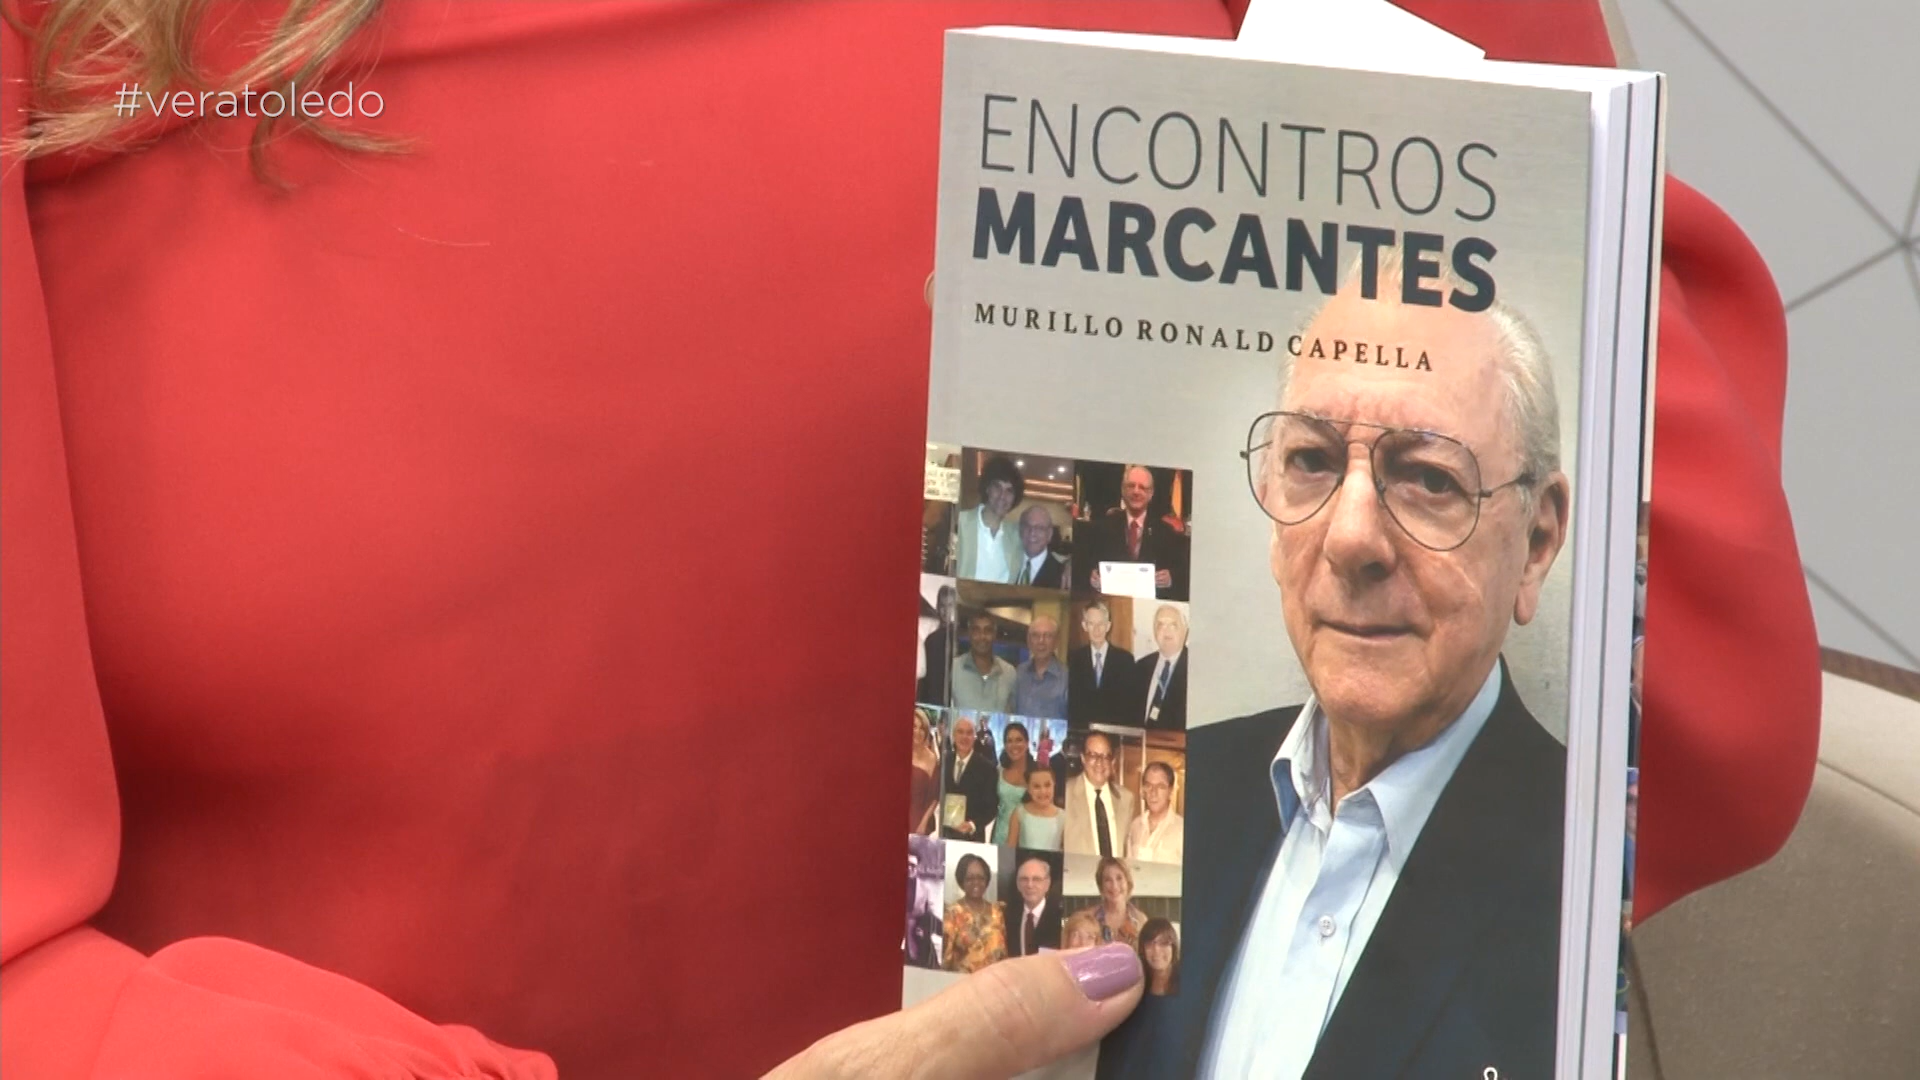 #veratoledo
ENCONTROS
MARCANTES
MURILLO RONALD CAPELLA